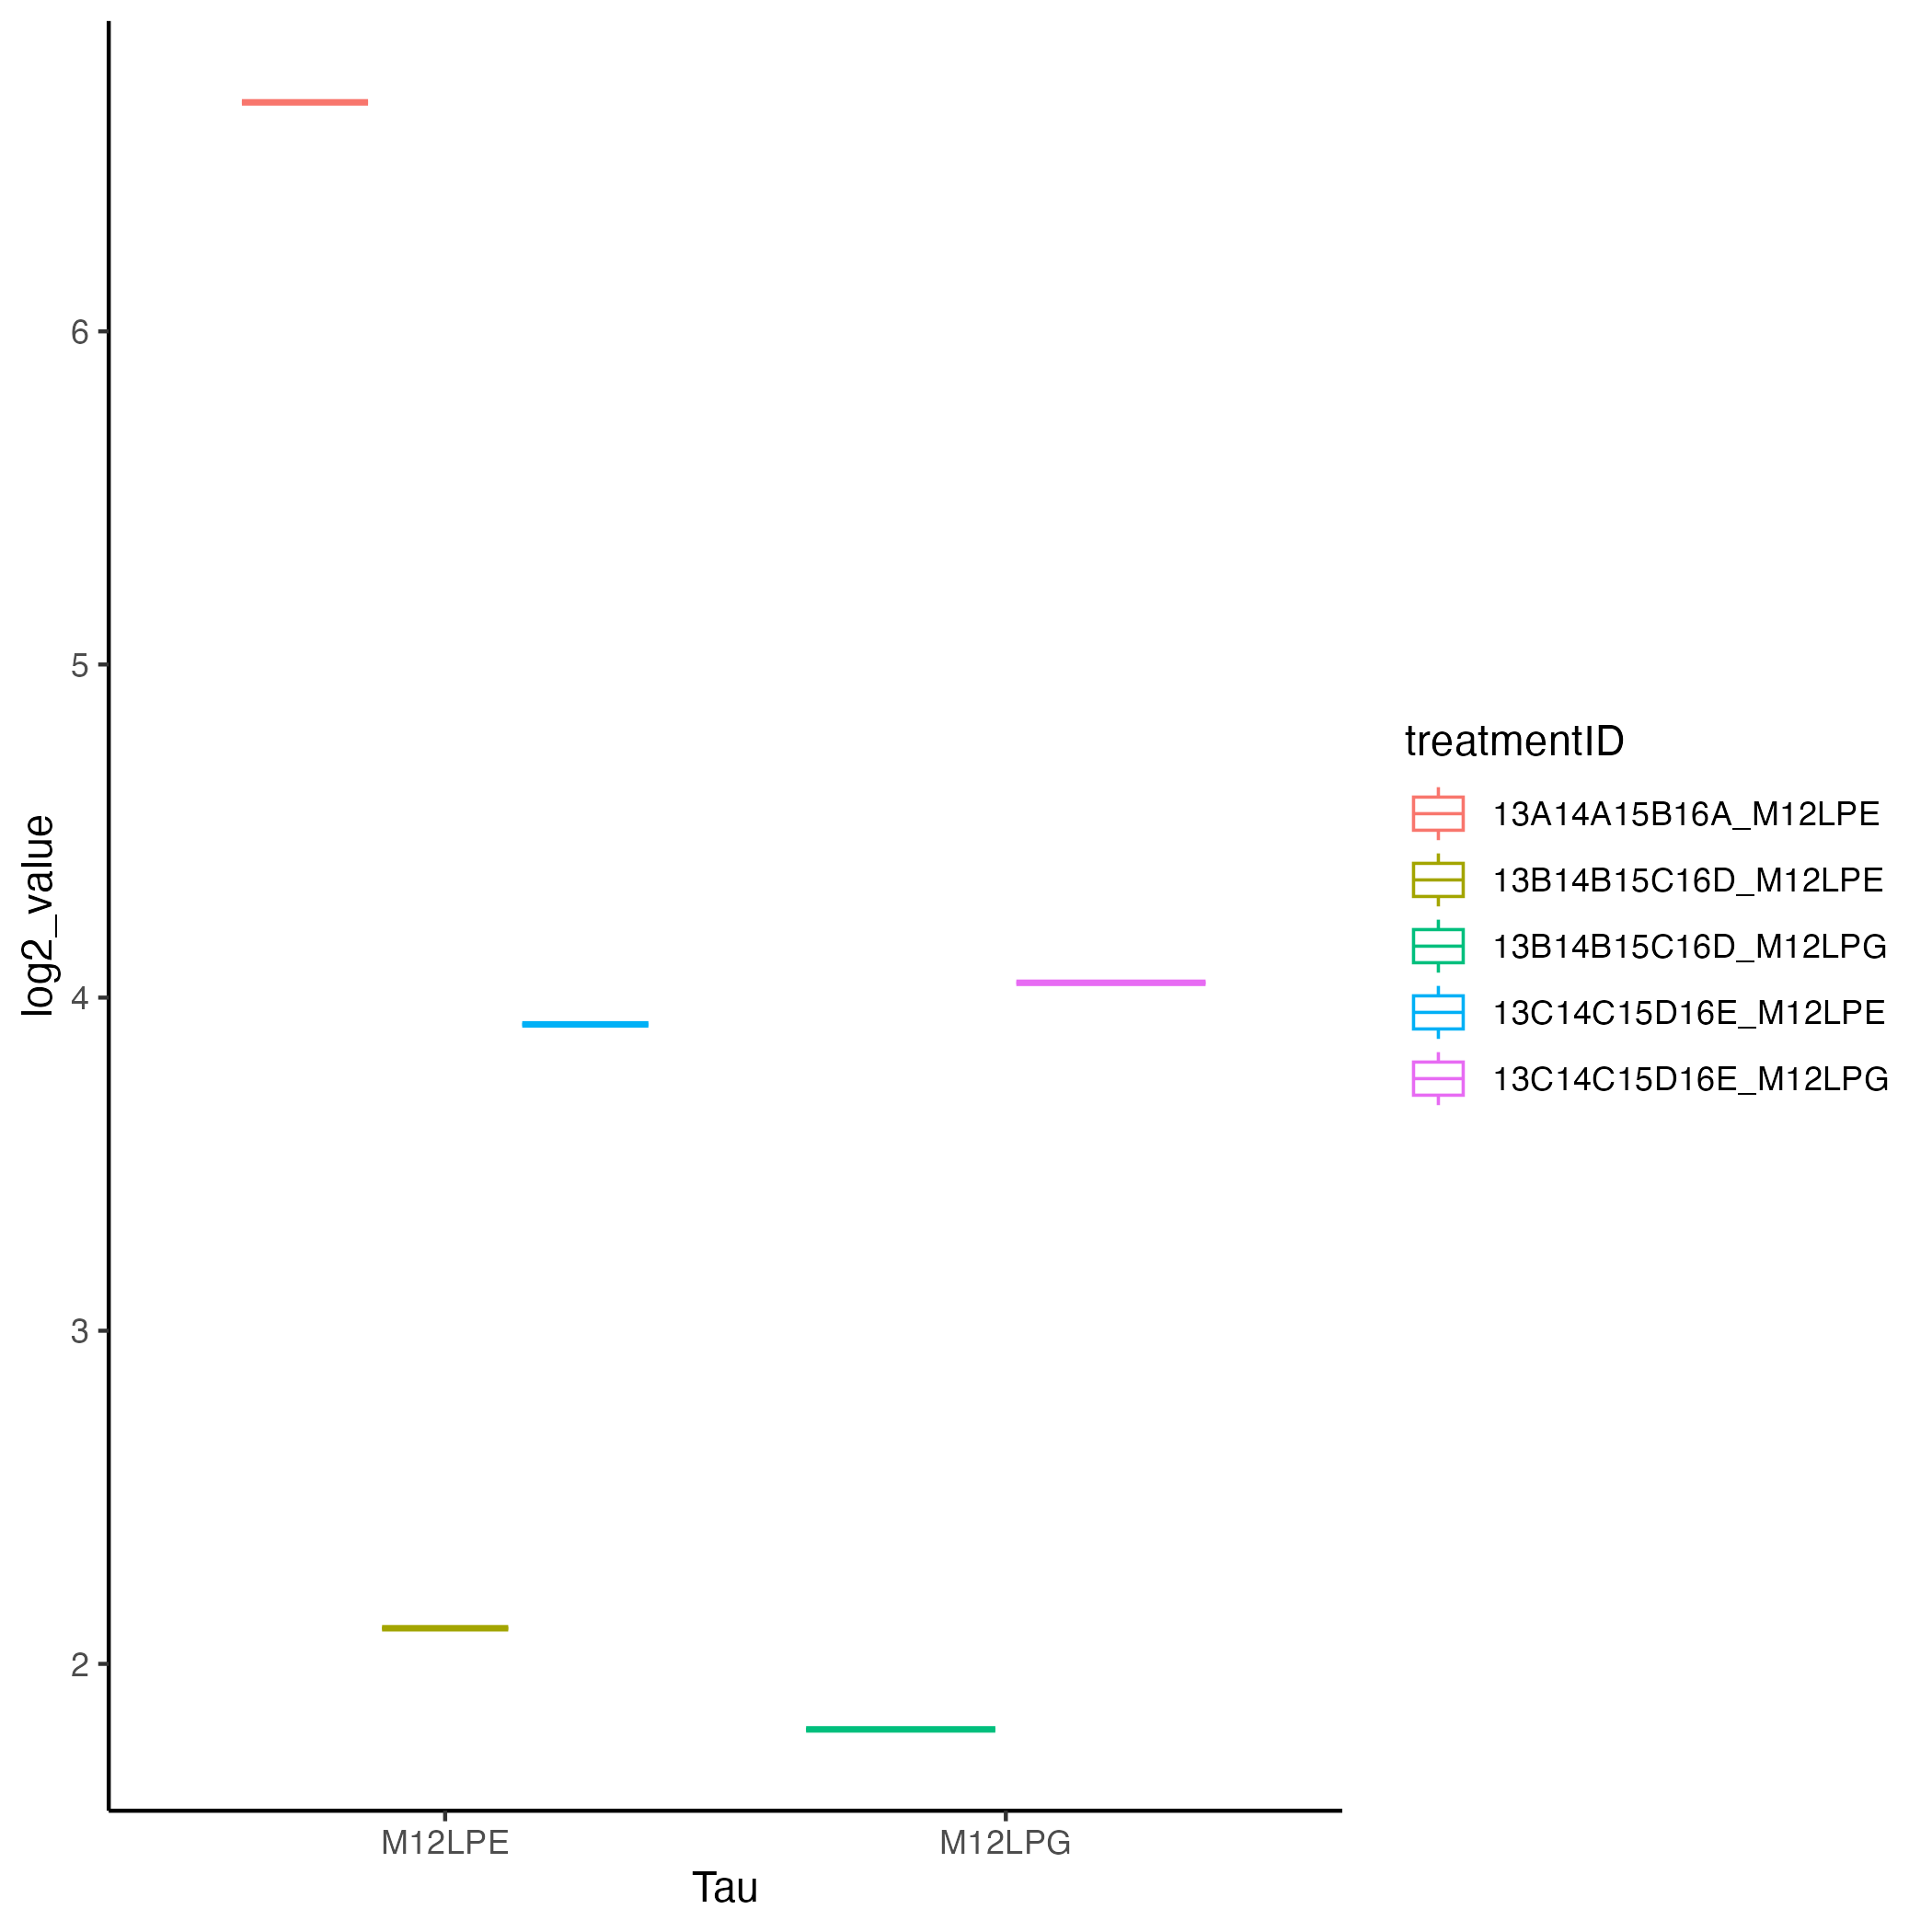 6
5
4
3
2
log2_value
M12LPE
M12LPG
Tau
treatmentID
13A14A15B16A_M12LPE
13B14B15C16D_M12LPE
13B14B15C16D_M12LPG
13C14C15D16E_M12LPE
13C14C15D16E_M12LPG